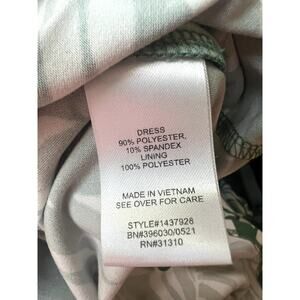 DRESS
90% POLYESTER,
10% SPANDEX
LINING
100% POLYESTER
MADE IN VIETNAM
SEE OVER FOR CARE
STYLE#1437928
BN#396030/0521
RN#31310